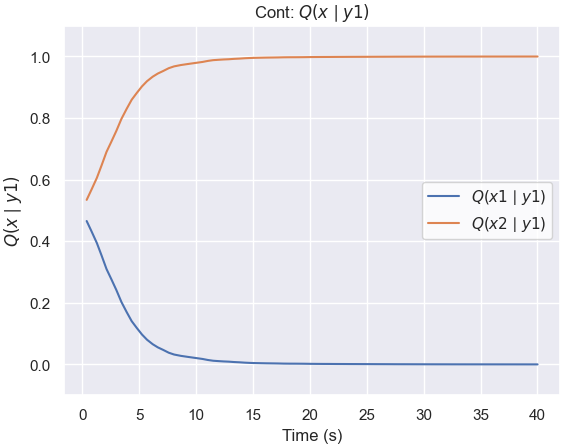 Cont: Q(x | y1)
Q(x | y1)
1.0
0.8
0.6
0.4
0.2
0.0
Q(x1 | y1)
Q(x2 | y1)
0 5 10 15 20 25 30 35 40
Time (s)